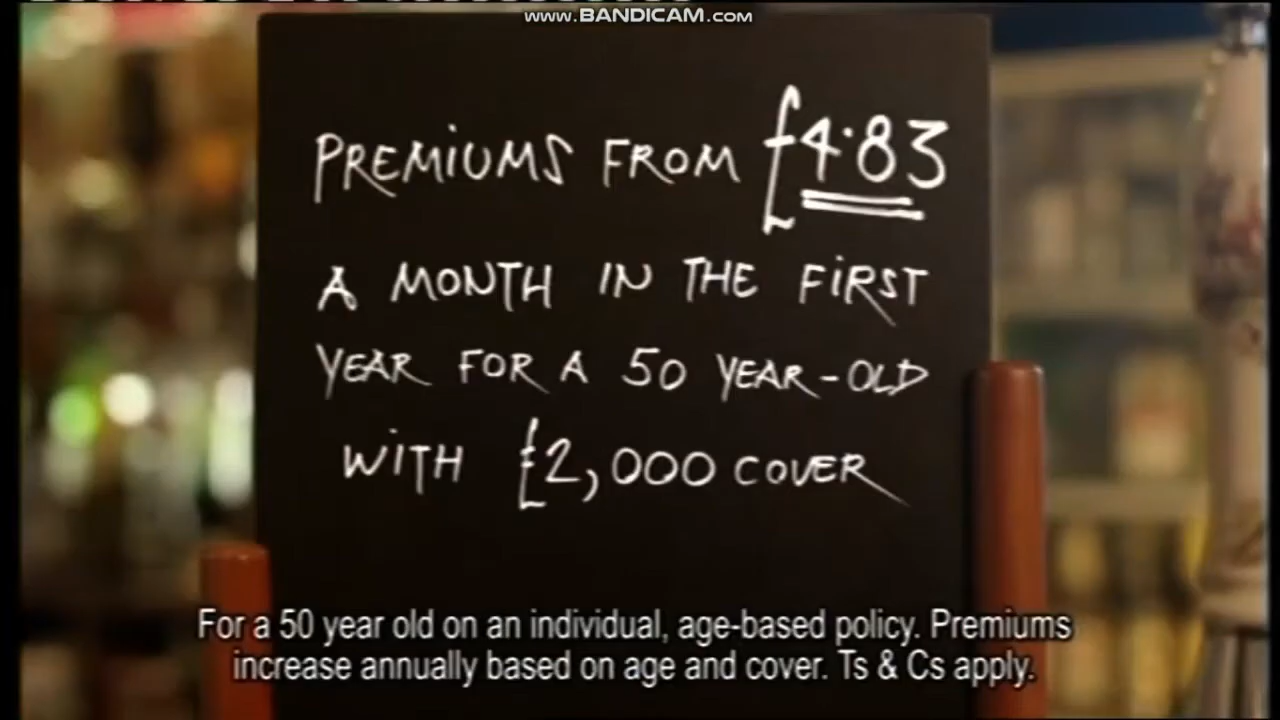 www.BANDICAM.com
PREMIUMS FROM £4·83
A MONTH IN THE FIRST
YEAR FOR A 50 YEAR-OLD
WITH £2,000 COVER
For a 50 year old on an individual, age-based policy. Premiums
increase annually based on age and cover. Ts & Cs apply.